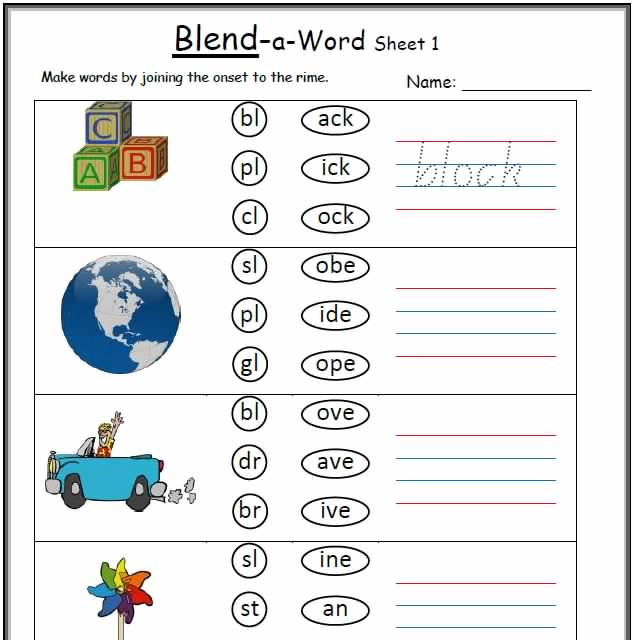 Blend-a-Word Sheet 1
Make words by joining the onset to the rime.
Name:
C
A B
bl ack
pl ick
cl ock
block
sl obe
pl ide
gl ope
bl ove
dr ave
br ive
sl ine
st an